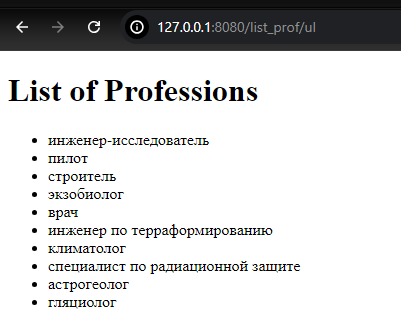 127.0.0.1:8080/list_prof/ul
List of Professions
инженер-исследователь
пилот
строитель
экзобиолог
врач
инженер по терраформированию
климатолог
специалист по радиационной защите
астрогеолог
гляциолог